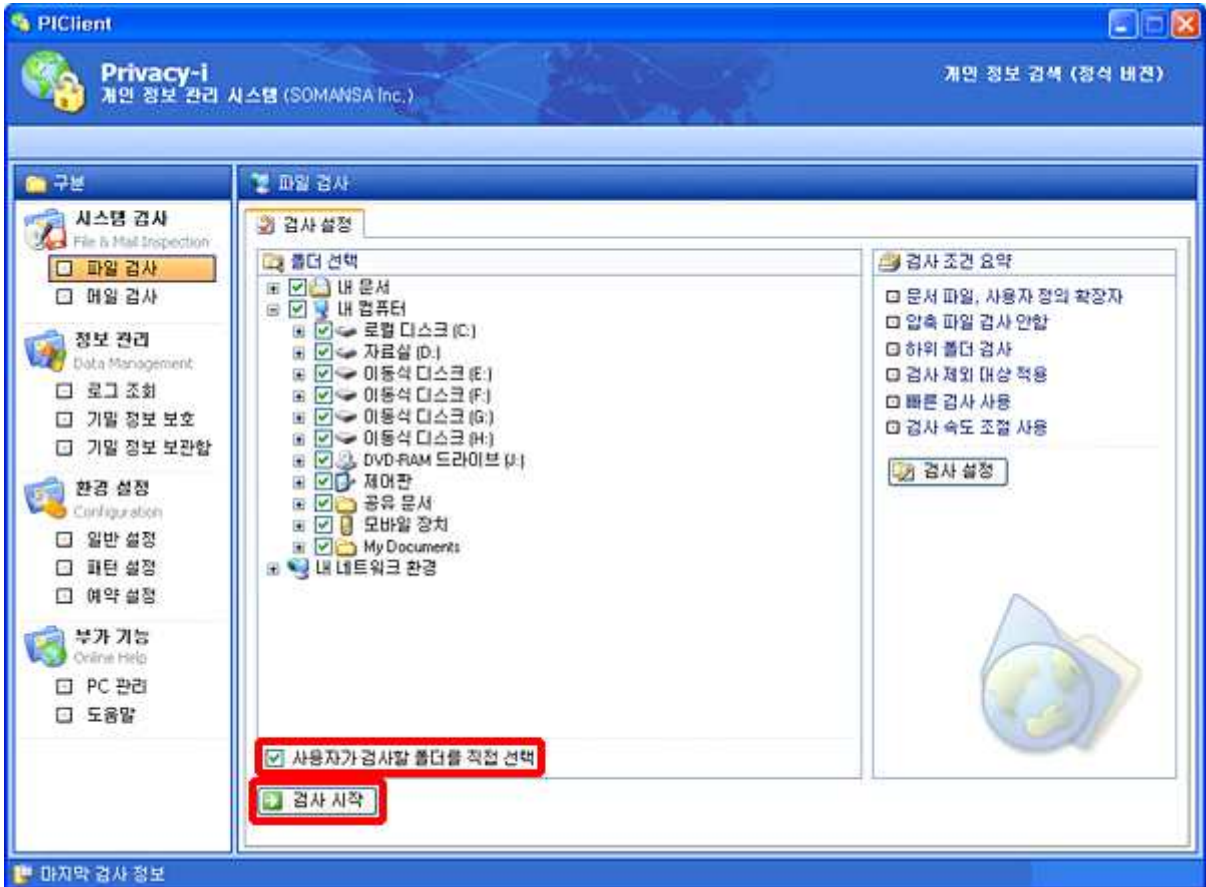 PIClient
Privacy-i
개인 정보 관리 시스템 (SOMANSA Inc.)
개인 정보 검색 (정식 버전)
구분
시스템 검사
File & Mail Inspection
파일 검사
메일 검사
정보 관리
Data Management
로그 조회
기밀 정보 보호
기밀 정보 보관함
환경 설정
Configuration
일반 설정
패턴 설정
예약 설정
부가 기능
Online Help
PC 관리
도움말
파일 검사
검사 설정
폴더 선택
내 문서
내 컴퓨터
로컬 디스크 (C:)
자료실 (D:)
이동식 디스크 (E:)
이동식 디스크 (F:)
이동식 디스크 (G:)
이동식 디스크 (H:)
DVD-RAM 드라이브 (J:)
제어판
공유 문서
모바일 장치
My Documents
내 네트워크 환경
사용자가 검사할 폴더를 직접 선택
검사 시작
검사 조건 요약
문서 파일, 사용자 정의 확장자
압축 파일 검사 안함
하위 폴더 검사
검사 제외 대상 적용
빠른 검사 사용
검사 속도 조절 사용
검사 설정
마지막 검사 정보